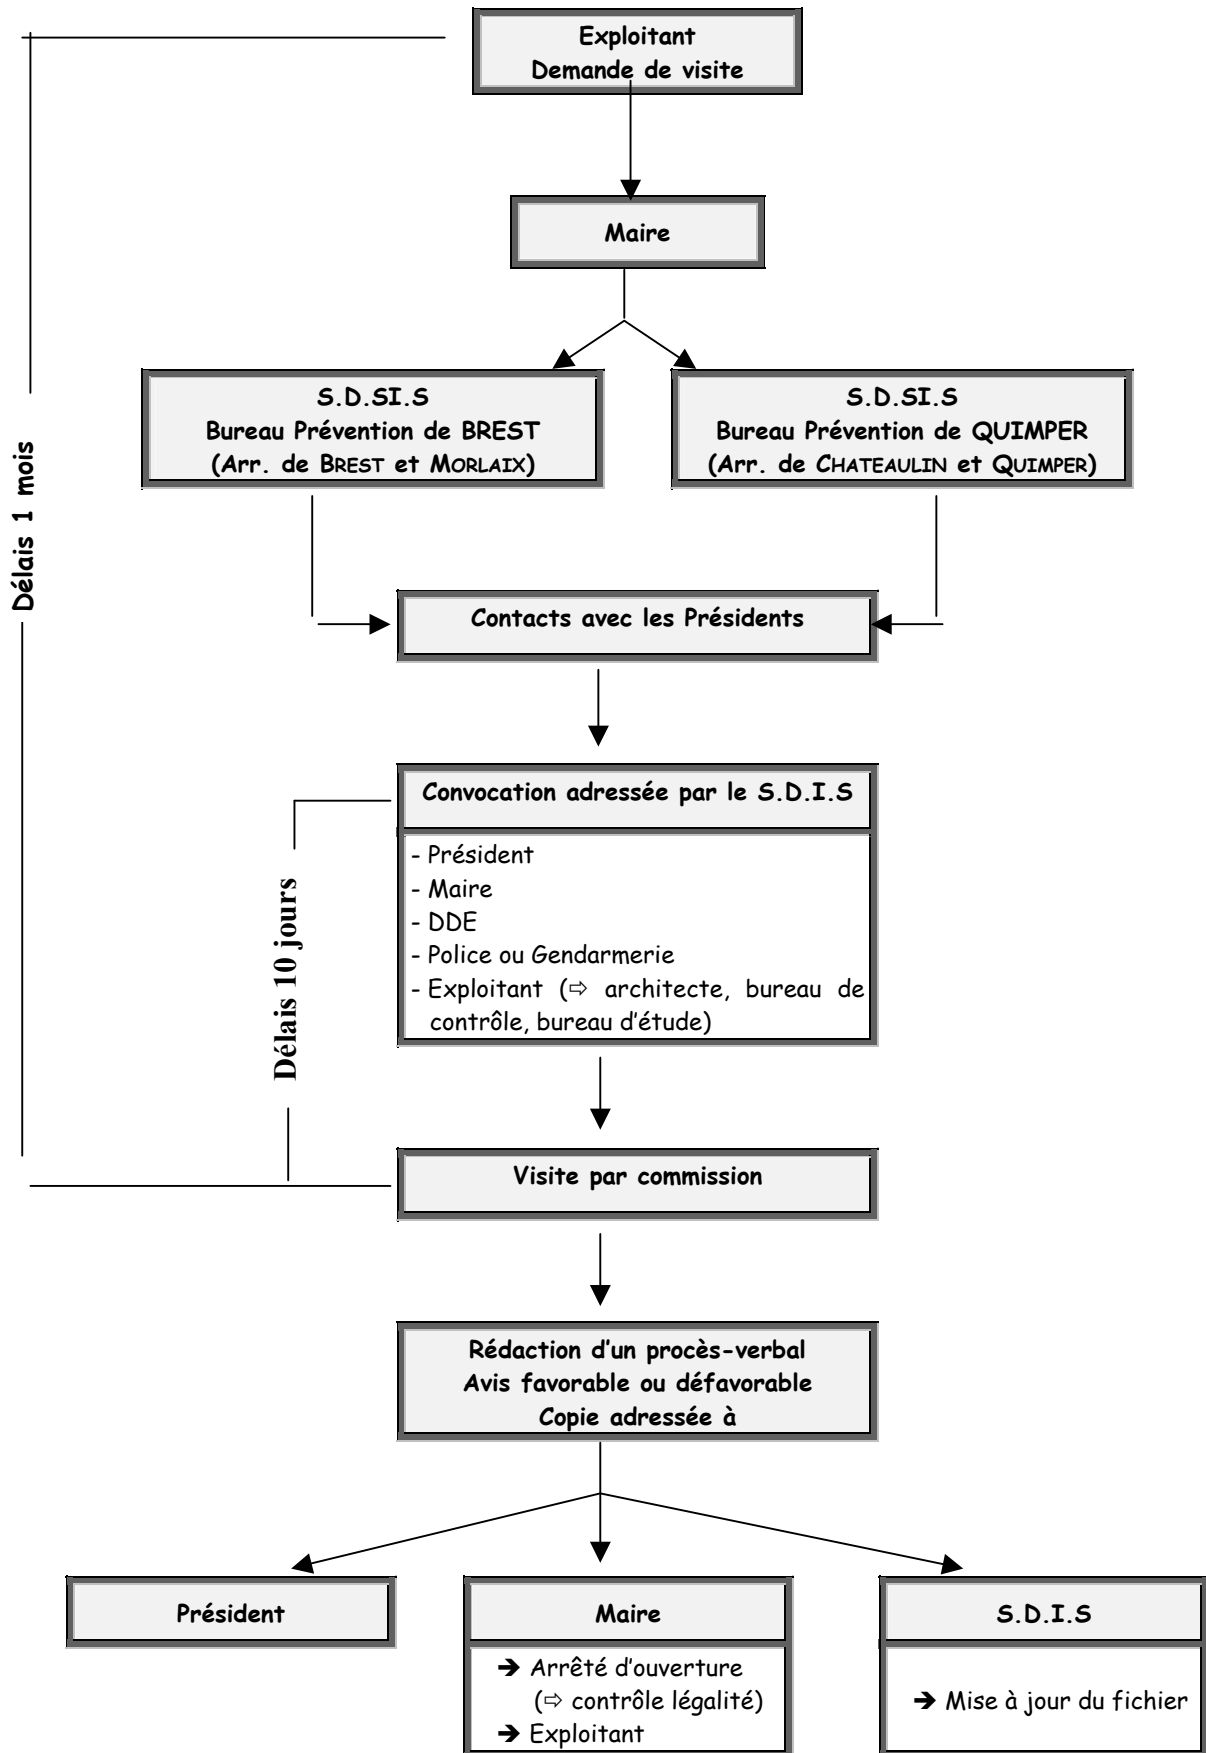 Exploitant
Demande de visite
Maire
S.D.SI.S
Bureau Prévention de BREST
(Arr. de BREST et MORLAIX)
S.D.SI.S
Bureau Prévention de QUIMPER
(Arr. de CHATEAULIN et QUIMPER)
Délais 1 mois
Contacts avec les Présidents
Convocation adressée par le S.D.I.S
- Président
- Maire
- DDE
- Police ou Gendarmerie
- Exploitant (⇨ architecte, bureau de
contrôle, bureau d'étude)
Délais 10 jours
Visite par commission
Rédaction d'un procès-verbal
Avis favorable ou défavorable
Copie adressée à
Président
Maire
➔ Arrêté d'ouverture
(⇨ contrôle légalité)
➔ Exploitant
S.D.I.S
➔ Mise à jour du fichier